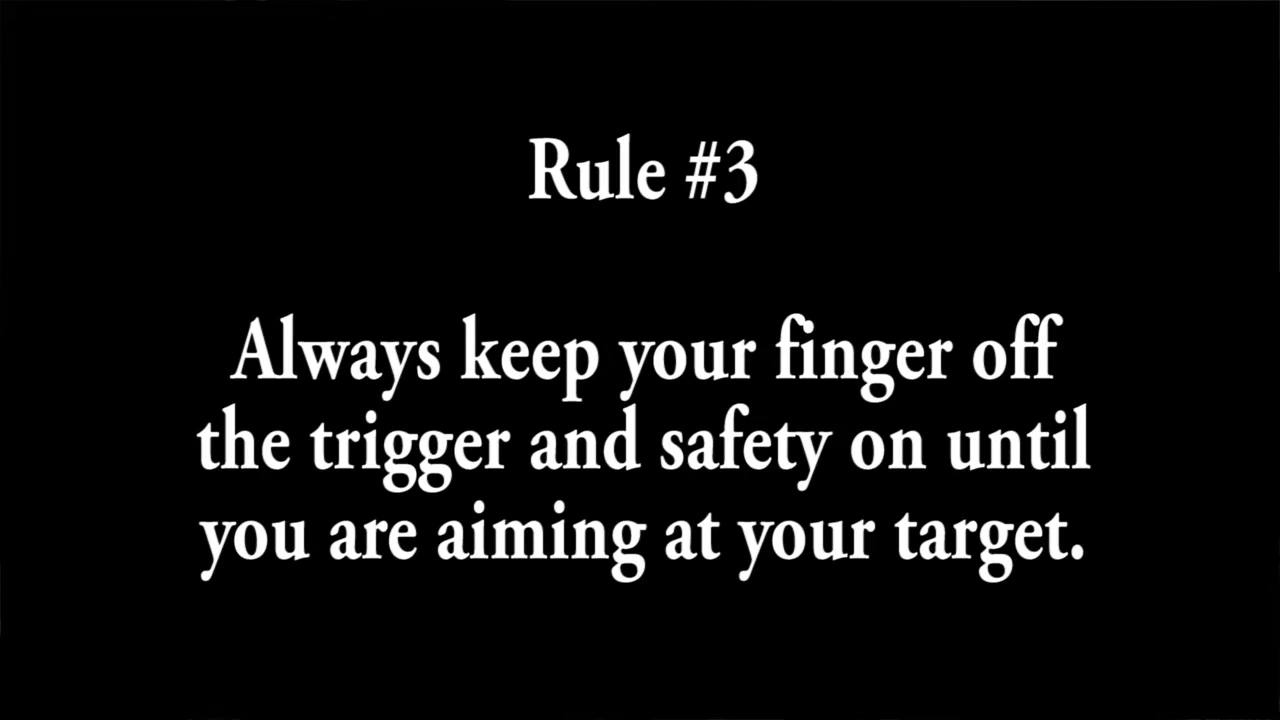 Rule #3
Always keep your finger off
the trigger and safety on until
you are aiming at your target.